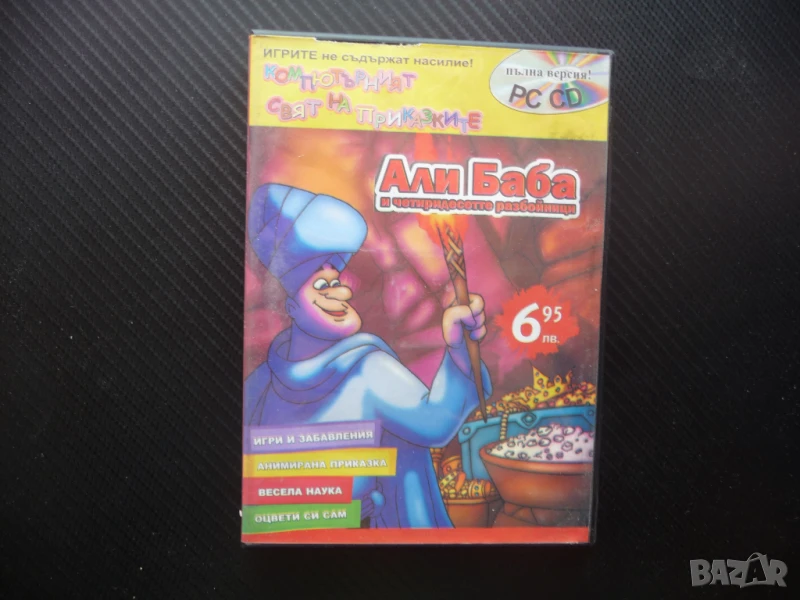 ИГРИТЕ не съдържат насилие!
КОМПЮТЪРНИЯТ
СВЯТ НА ПРИКАЗКИТЕ
пълна версия!
PC CD
Али Баба
и четиридесетте разбойници
6 95
лв.
ИГРИ И ЗАБАВЛЕНИЯ
АНИМИРАНА ПРИКАЗКА
ВЕСЕЛА НАУКА
ОЦВЕТИ СИ САМ
BAZAR